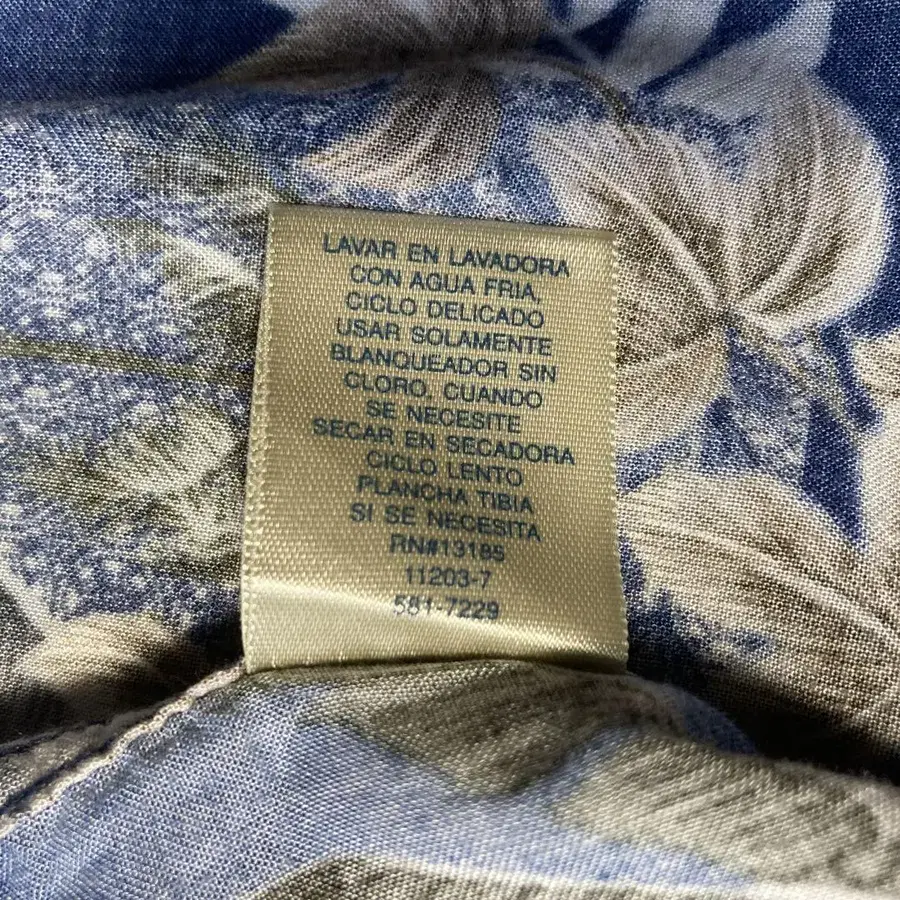 LAVAR EN LAVADORA
CON AGUA FRIA,
CICLO DELICADO
USAR SOLAMENTE
BLANQUEADOR SIN
CLORO, CUANDO
SE NECESITE
SECAR EN SECADORA
CICLO LENTO
PLANCHA TIBIA
SI SE NECESITA
RN#13185
11203-7
581-7229